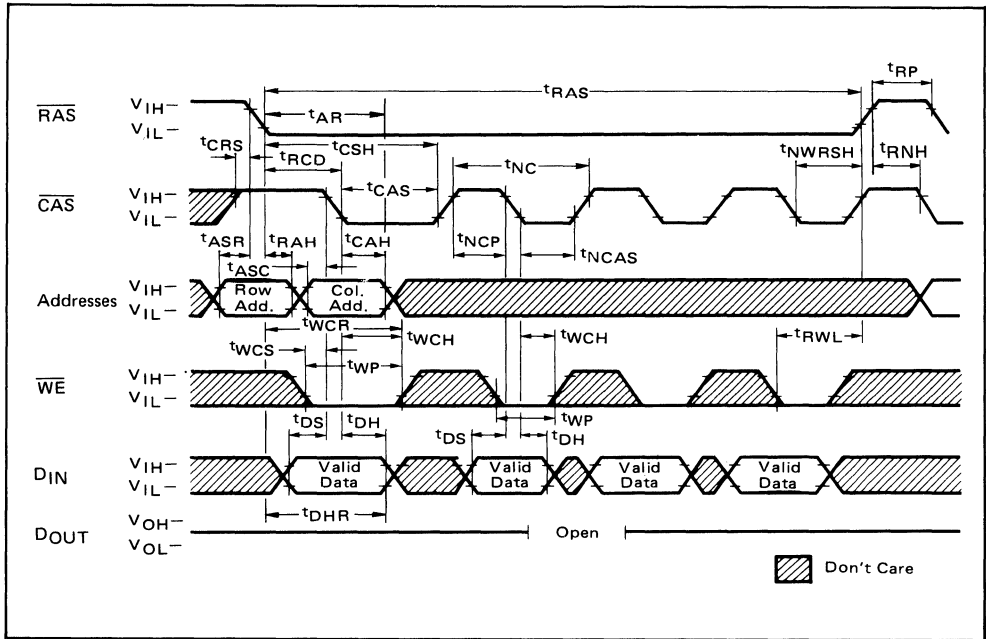 tRP
tRAS
RAS
VIH–
VIL–
tAR
tCRS
tCSH
tRCD
tNC
tNWRSH
tRNH
tCAS
CAS
VIH–
VIL–
tASR
tRAH
tCAH
tNCP
tNCAS
tASC
Addresses
VIH–
VIL–
Row Add.
Col. Add.
tWCR
tWCH
tWCH
tRWL
tWCS
tWP
WE
VIH–
VIL–
tWP
tDS
tDH
tDS
tDH
DIN
VIH–
VIL–
Valid Data
Valid Data
Valid Data
Valid Data
tDHR
DOUT
VOH–
VOL–
Open
Don't Care